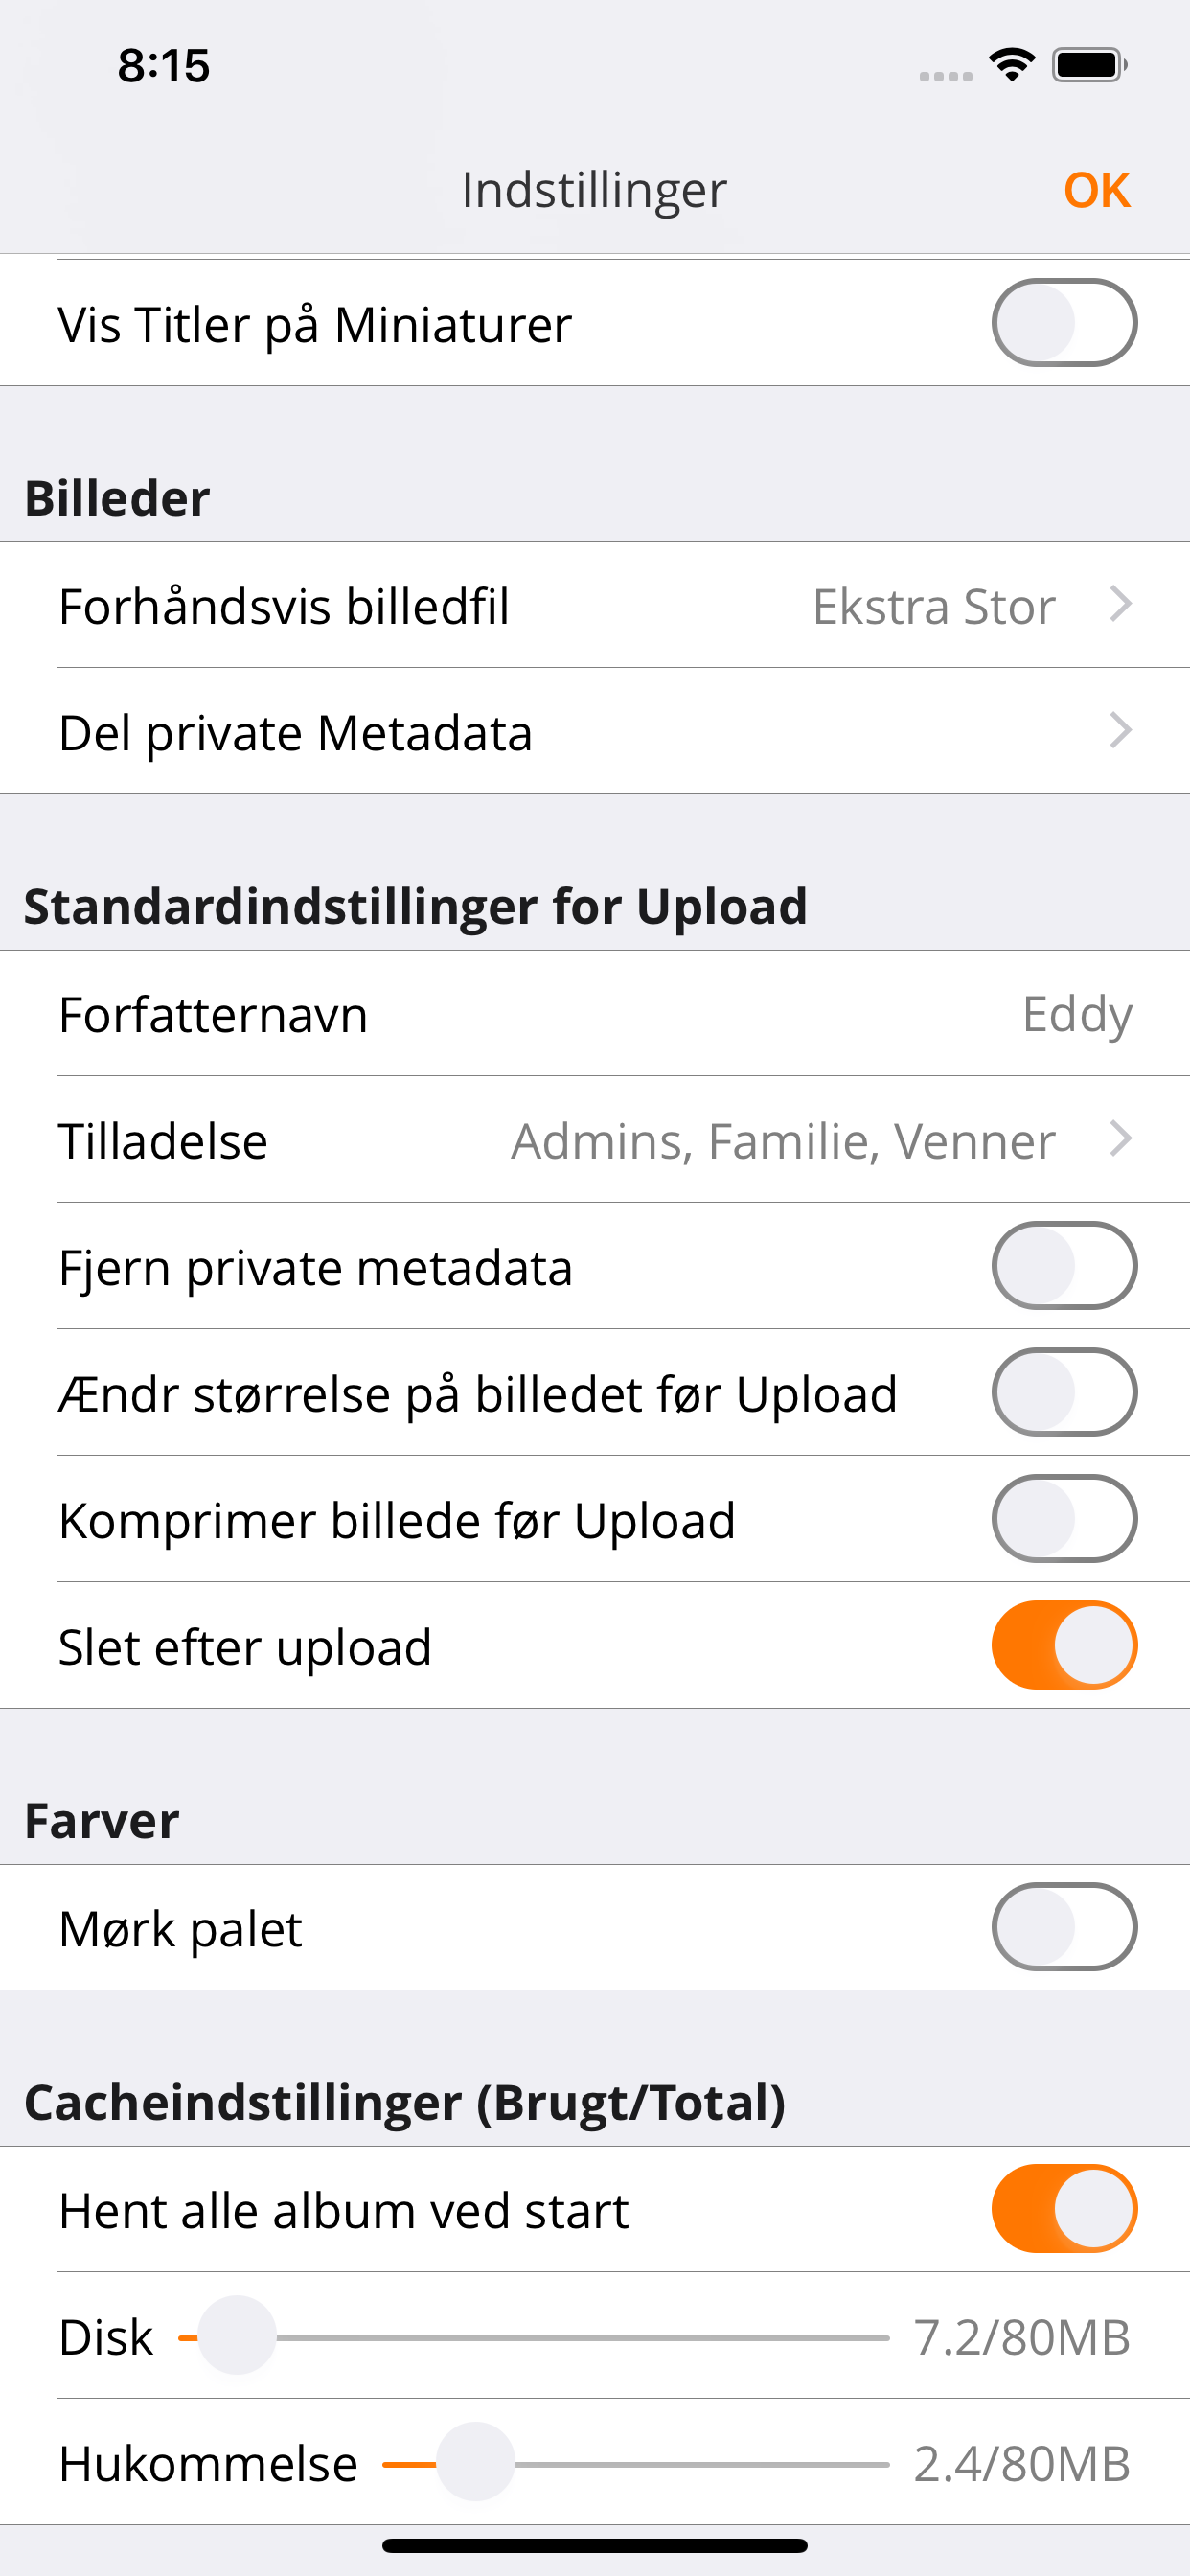 8:15
Indstillinger OK
Vis Titler på Miniaturer
Billeder
Forhåndsvis billedfil Ekstra Stor
Del private Metadata
Standardindstillinger for Upload
Forfatternavn Eddy
Tilladelse Admins, Familie, Venner
Fjern private metadata
Ændr størrelse på billedet før Upload
Komprimer billede før Upload
Slet efter upload
Farver
Mørk palet
Cacheindstillinger (Brugt/Total)
Hent alle album ved start
Disk 7.2/80MB
Hukommelse 2.4/80MB